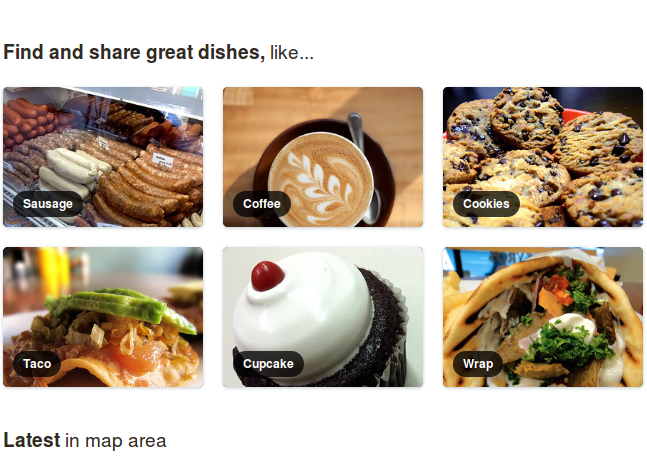 Find and share great dishes, like...
Sausage
Coffee
Cookies
Taco
Cupcake
Wrap
Latest in map area